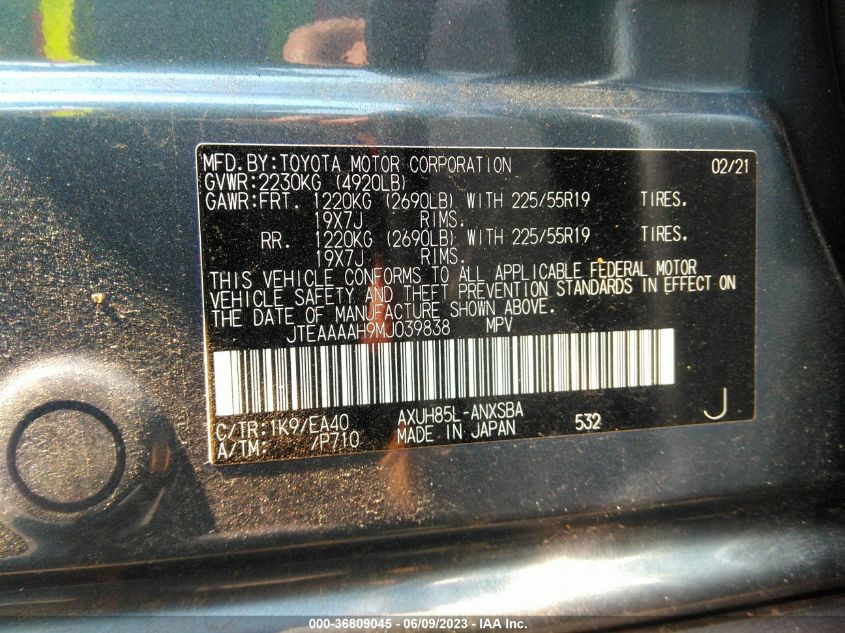 MFD.BY:TOYOTA MOTOR CORPORATION 02/21
GVWR:2230KG (4920LB)
GAWR:FRT. 1220KG (2690LB) WITH 225/55R19 TIRES.
19X7J RIMS.
RR. 1220KG (2690LB) WITH 225/55R19 TIRES.
19X7J RIMS.
THIS VEHICLE CONFORMS TO ALL APPLICABLE FEDERAL MOTOR
VEHICLE SAFETY AND THEFT PREVENTION STANDARDS IN EFFECT ON
THE DATE OF MANUFACTURE SHOWN ABOVE.
JTEAAAAH9MJ039838 MPV
C/TR:1K9/EA40 AXUH85L-ANXSBA 532 J
A/TM: /P710 MADE IN JAPAN
000-36809045 - 06/09/2023 - IAA Inc.